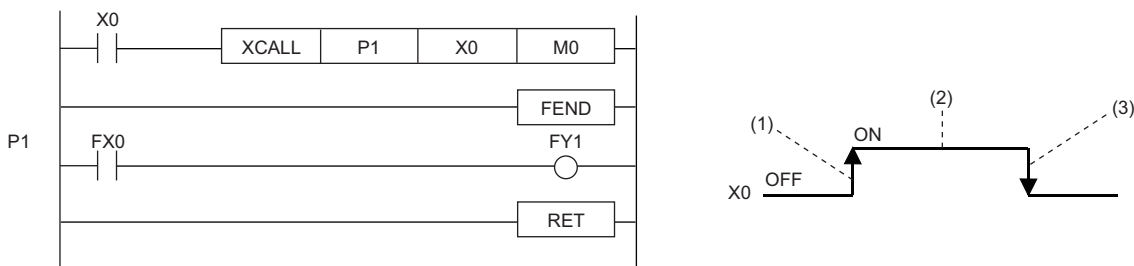 X0
XCALL P1 X0 M0
FEND
P1 FX0 FY1
RET
(1) (2) (3)
ON
X0 OFF